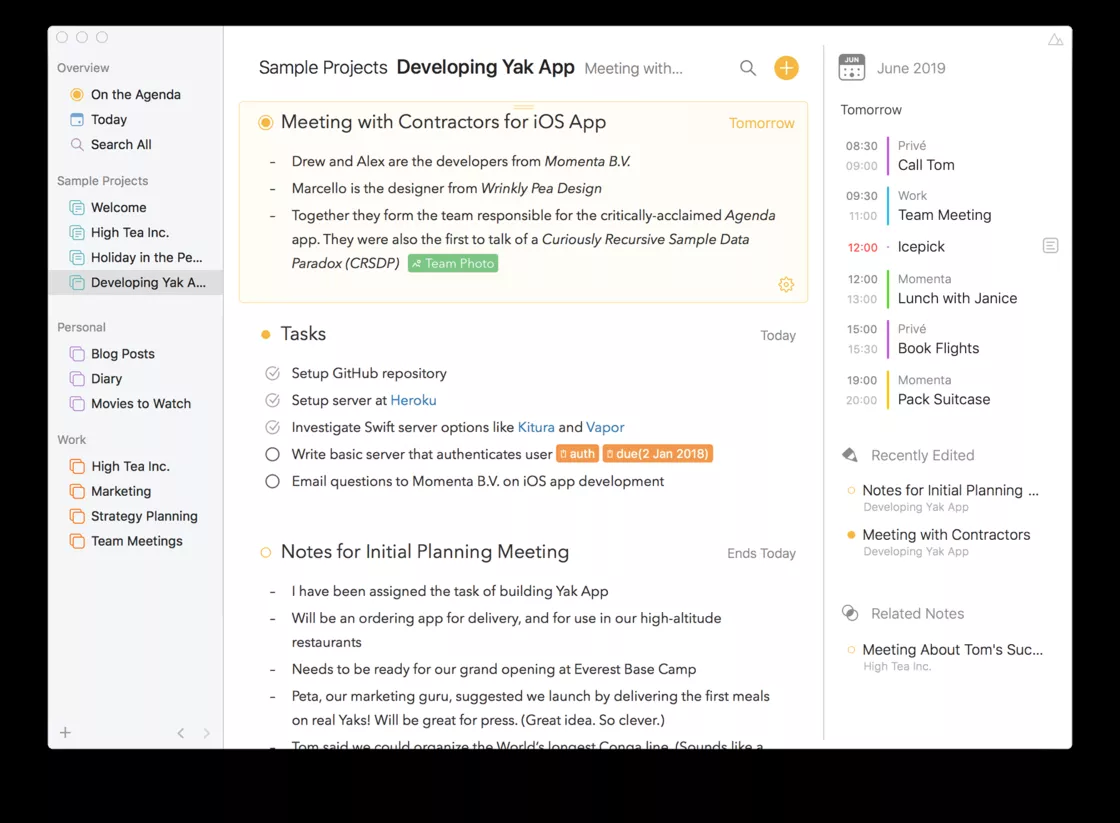 Overview
On the Agenda
Today
Search All
Sample Projects
Welcome
High Tea Inc.
Holiday in the Pe...
Developing Yak A...
Personal
Blog Posts
Diary
Movies to Watch
Work
High Tea Inc.
Marketing
Strategy Planning
Team Meetings
Sample Projects Developing Yak App Meeting with...
Meeting with Contractors for iOS App Tomorrow
- Drew and Alex are the developers from Momenta B.V.
- Marcello is the designer from Wrinkly Pea Design
- Together they form the team responsible for the critically-acclaimed Agenda
app. They were also the first to talk of a Curiously Recursive Sample Data
Paradox (CRSDP) Team Photo
Tasks Today
Setup GitHub repository
Setup server at Heroku
Investigate Swift server options like Kitura and Vapor
Write basic server that authenticates user auth due(2 Jan 2018)
Email questions to Momenta B.V. on iOS app development
Notes for Initial Planning Meeting Ends Today
- I have been assigned the task of building Yak App
- Will be an ordering app for delivery, and for use in our high-altitude
restaurants
- Needs to be ready for our grand opening at Everest Base Camp
- Peta, our marketing guru, suggested we launch by delivering the first meals
on real Yaks! Will be great for press. (Great idea. So clever.)
- Tom said we could organize the World's longest Conga line. (Sounds like a
JUN
June 2019
Tomorrow
08:30 Privé
09:00 Call Tom
09:30 Work
11:00 Team Meeting
12:00 - Icepick
12:00 Momenta
13:00 Lunch with Janice
15:00 Privé
15:30 Book Flights
19:00 Momenta
20:00 Pack Suitcase
Recently Edited
Notes for Initial Planning ...
Developing Yak App
Meeting with Contractors
Developing Yak App
Related Notes
Meeting About Tom's Suc...
High Tea Inc.